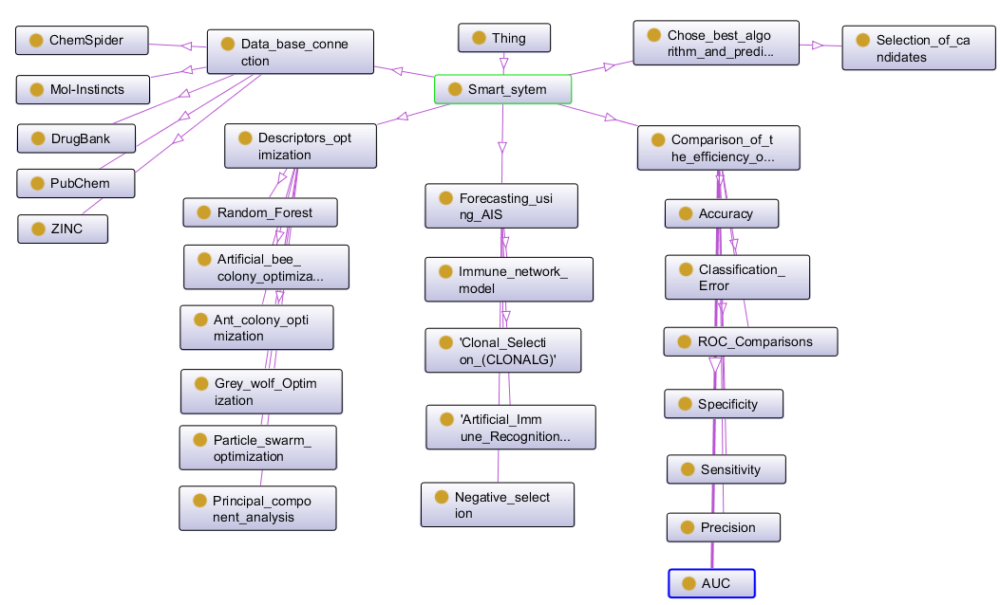 ChemSpider
Data_base_conne
ction
Thing
Chose_best_algo
rithm_and_predi...
Selection_of_ca
ndidates
Mol-Instincts
Smart_sytem
DrugBank
PubChem
ZINC
Descriptors_opt
imization
Random_Forest
Artificial_bee_
colony_optimiza...
Ant_colony_opti
mization
Grey_wolf_Optim
ization
Particle_swarm_
optimization
Principal_compo
nent_analysis
Forecasting_usi
ng_AIS
Immune_network_
model
'Clonal_Selecti
on_(CLONALG)'
'Artificial_Imm
une_Recognition...
Negative_select
ion
Comparison_of_t
he_efficiency_o...
Accuracy
Classification_
Error
ROC_Comparisons
Specificity
Sensitivity
Precision
AUC